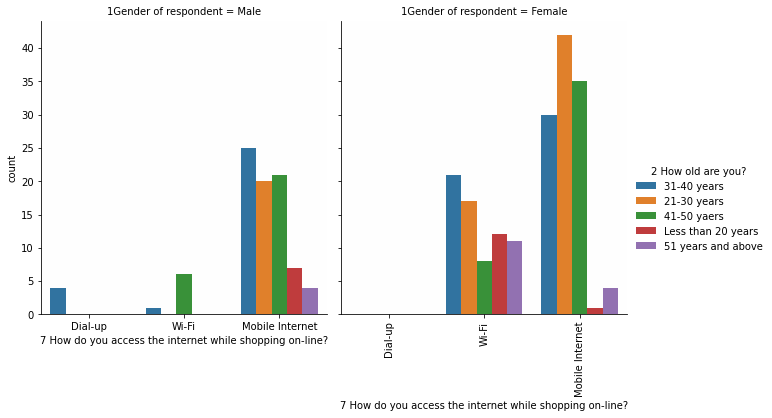 1Gender of respondent = Male
1Gender of respondent = Female
40
35
30
25
20
15
10
5
0
count
Dial-up
Wi-Fi
Mobile Internet
7 How do you access the internet while shopping on-line?
Dial-up
Wi-Fi
Mobile Internet
7 How do you access the internet while shopping on-line?
2 How old are you?
31-40 years
21-30 years
41-50 yaers
Less than 20 years
51 years and above